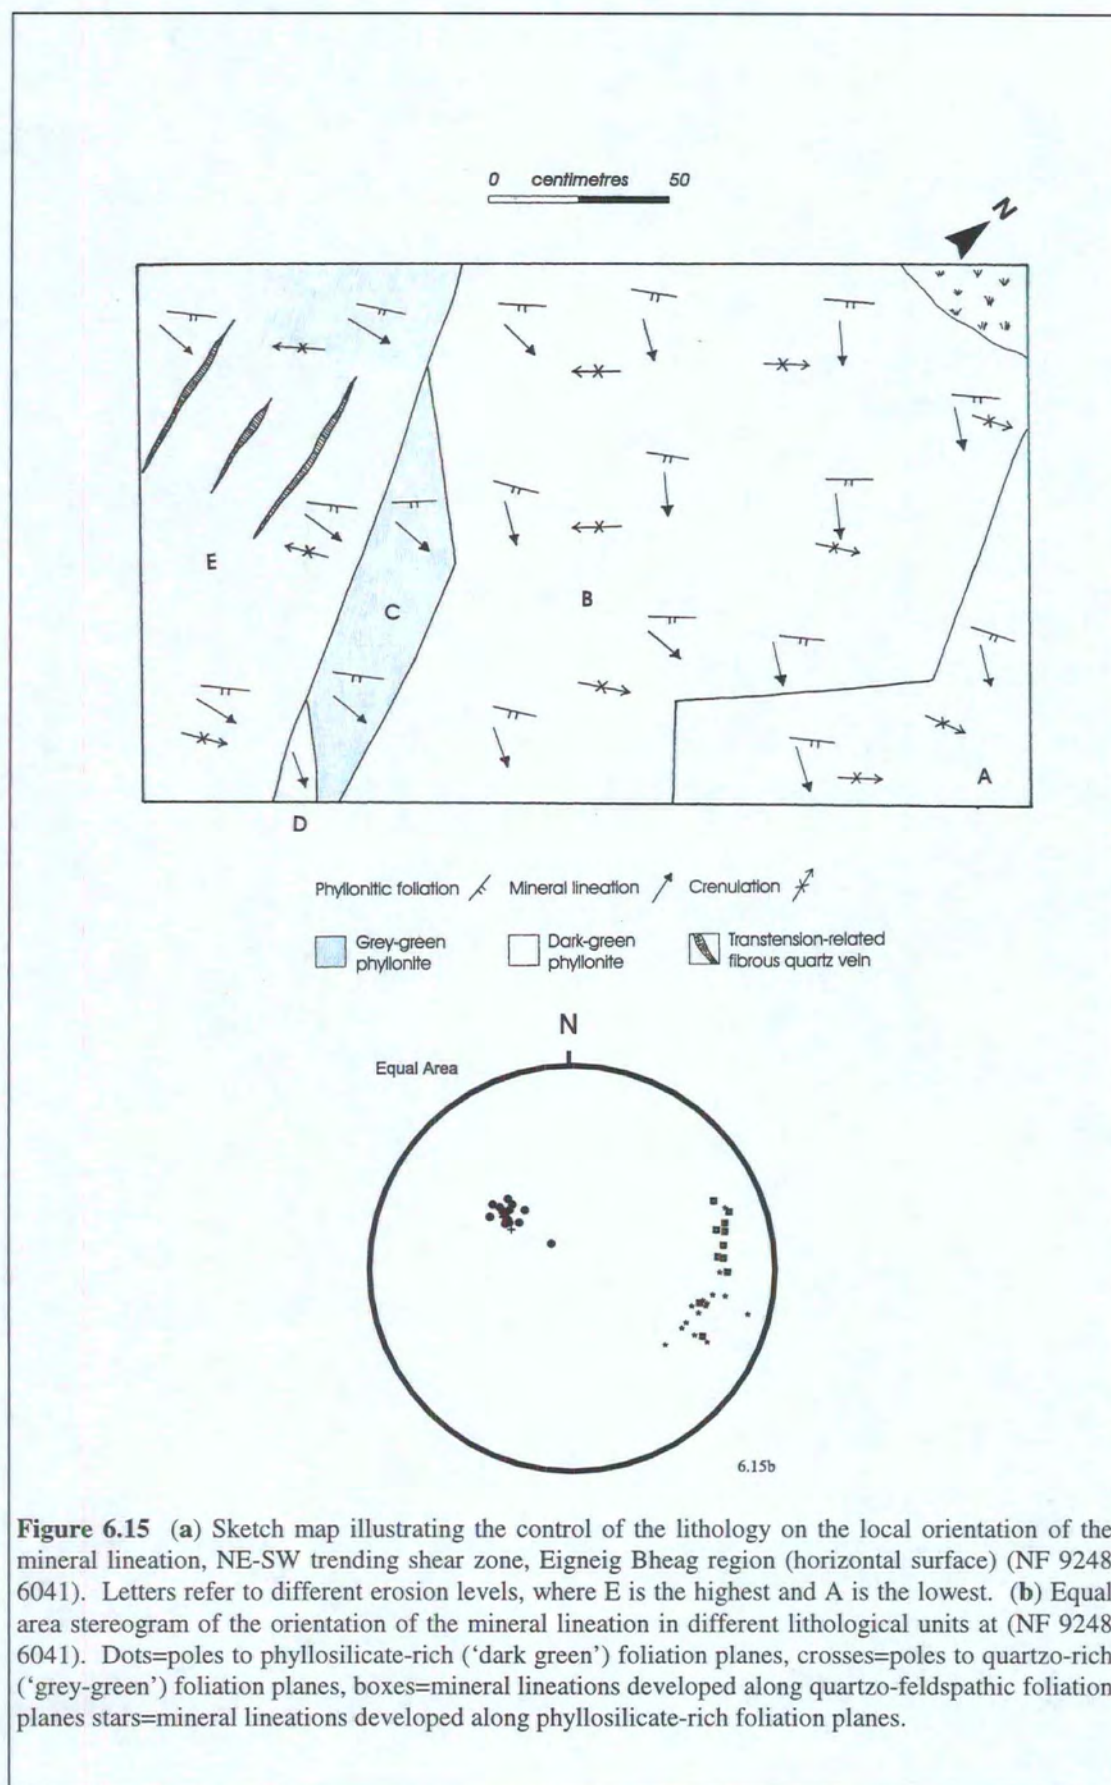 0 centimetres 50
N
E
C
B
A
D
Phyllonitic foliation Mineral lineation Crenulation
Grey-green phyllonite
Dark-green phyllonite
Transtension-related fibrous quartz vein
N
Equal Area
6.15b
Figure 6.15 (a) Sketch map illustrating the control of the lithology on the local orientation of the
mineral lineation, NE-SW trending shear zone, Eigneig Bheag region (horizontal surface) (NF 9248
6041). Letters refer to different erosion levels, where E is the highest and A is the lowest. (b) Equal
area stereogram of the orientation of the mineral lineation in different lithological units at (NF 9248
6041). Dots=poles to phyllosilicate-rich (‘dark green’) foliation planes, crosses=poles to quartzo-rich
(‘grey-green’) foliation planes, boxes=mineral lineations developed along quartzo-feldspathic foliation
planes stars=mineral lineations developed along phyllosilicate-rich foliation planes.